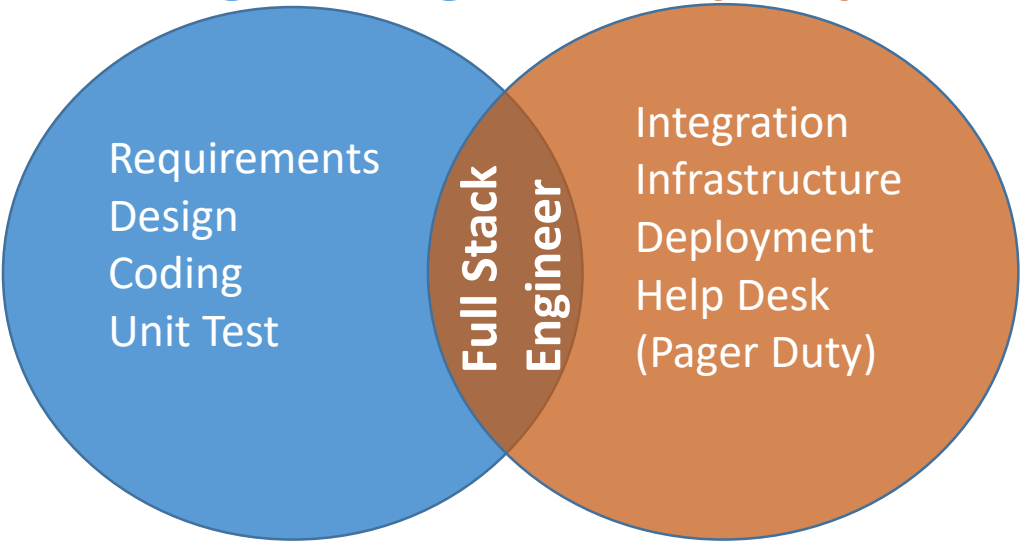 Requirements
Design
Coding
Unit Test
Full Stack
Engineer
Integration
Infrastructure
Deployment
Help Desk
(Pager Duty)